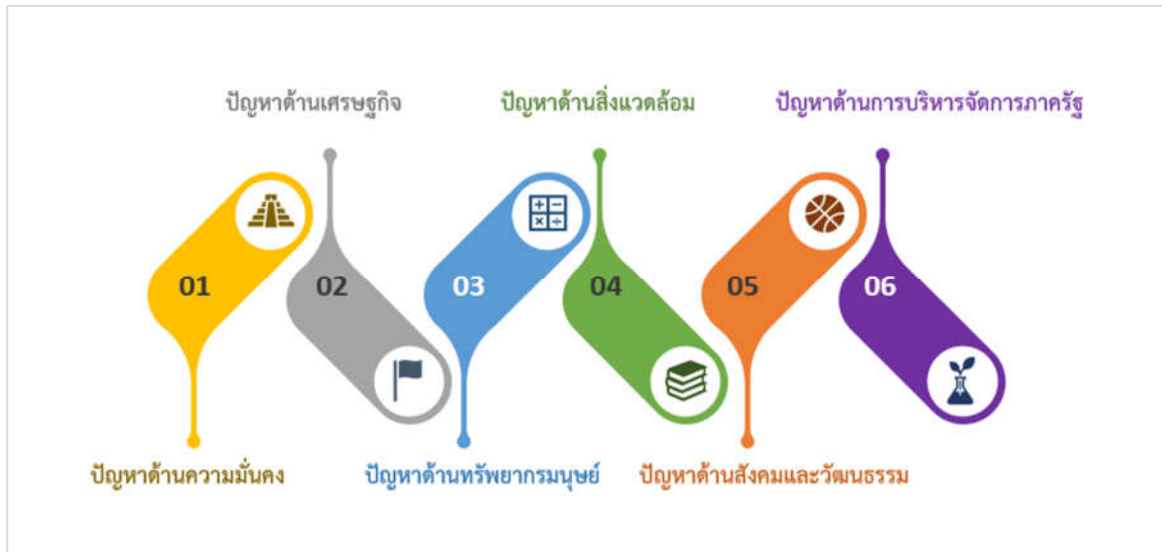 ปัญหาด้านเศรษฐกิจ
ปัญหาด้านสิ่งแวดล้อม
ปัญหาด้านการบริหารจัดการภาครัฐ
01
02
03
04
05
06
ปัญหาด้านความมั่นคง
ปัญหาด้านทรัพยากรมนุษย์
ปัญหาด้านสังคมและวัฒนธรรม